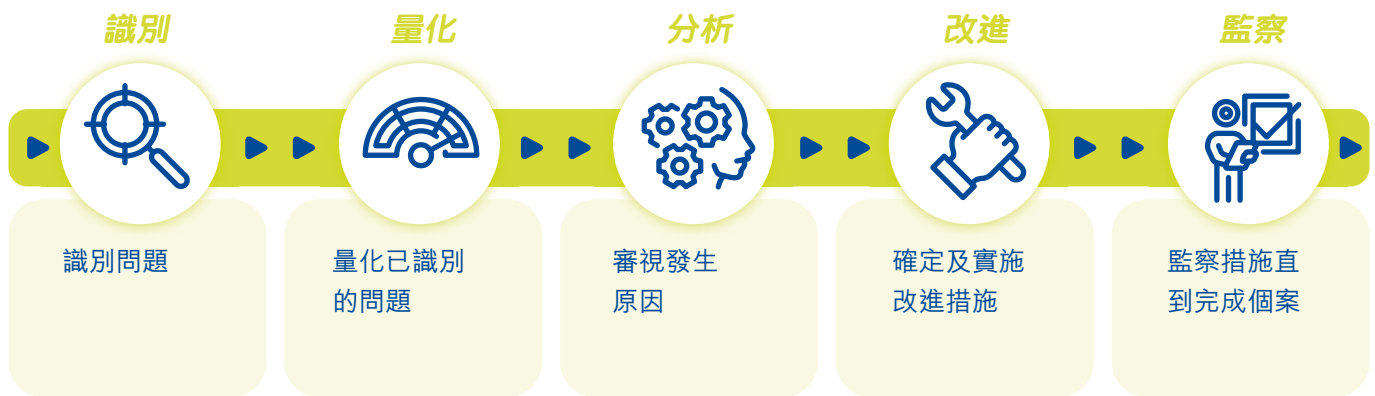 識別
量化
分析
改進
監察
識別問題
量化已識別
的問題
審視發生
原因
確定及實施
改進措施
監察措施直
到完成個案